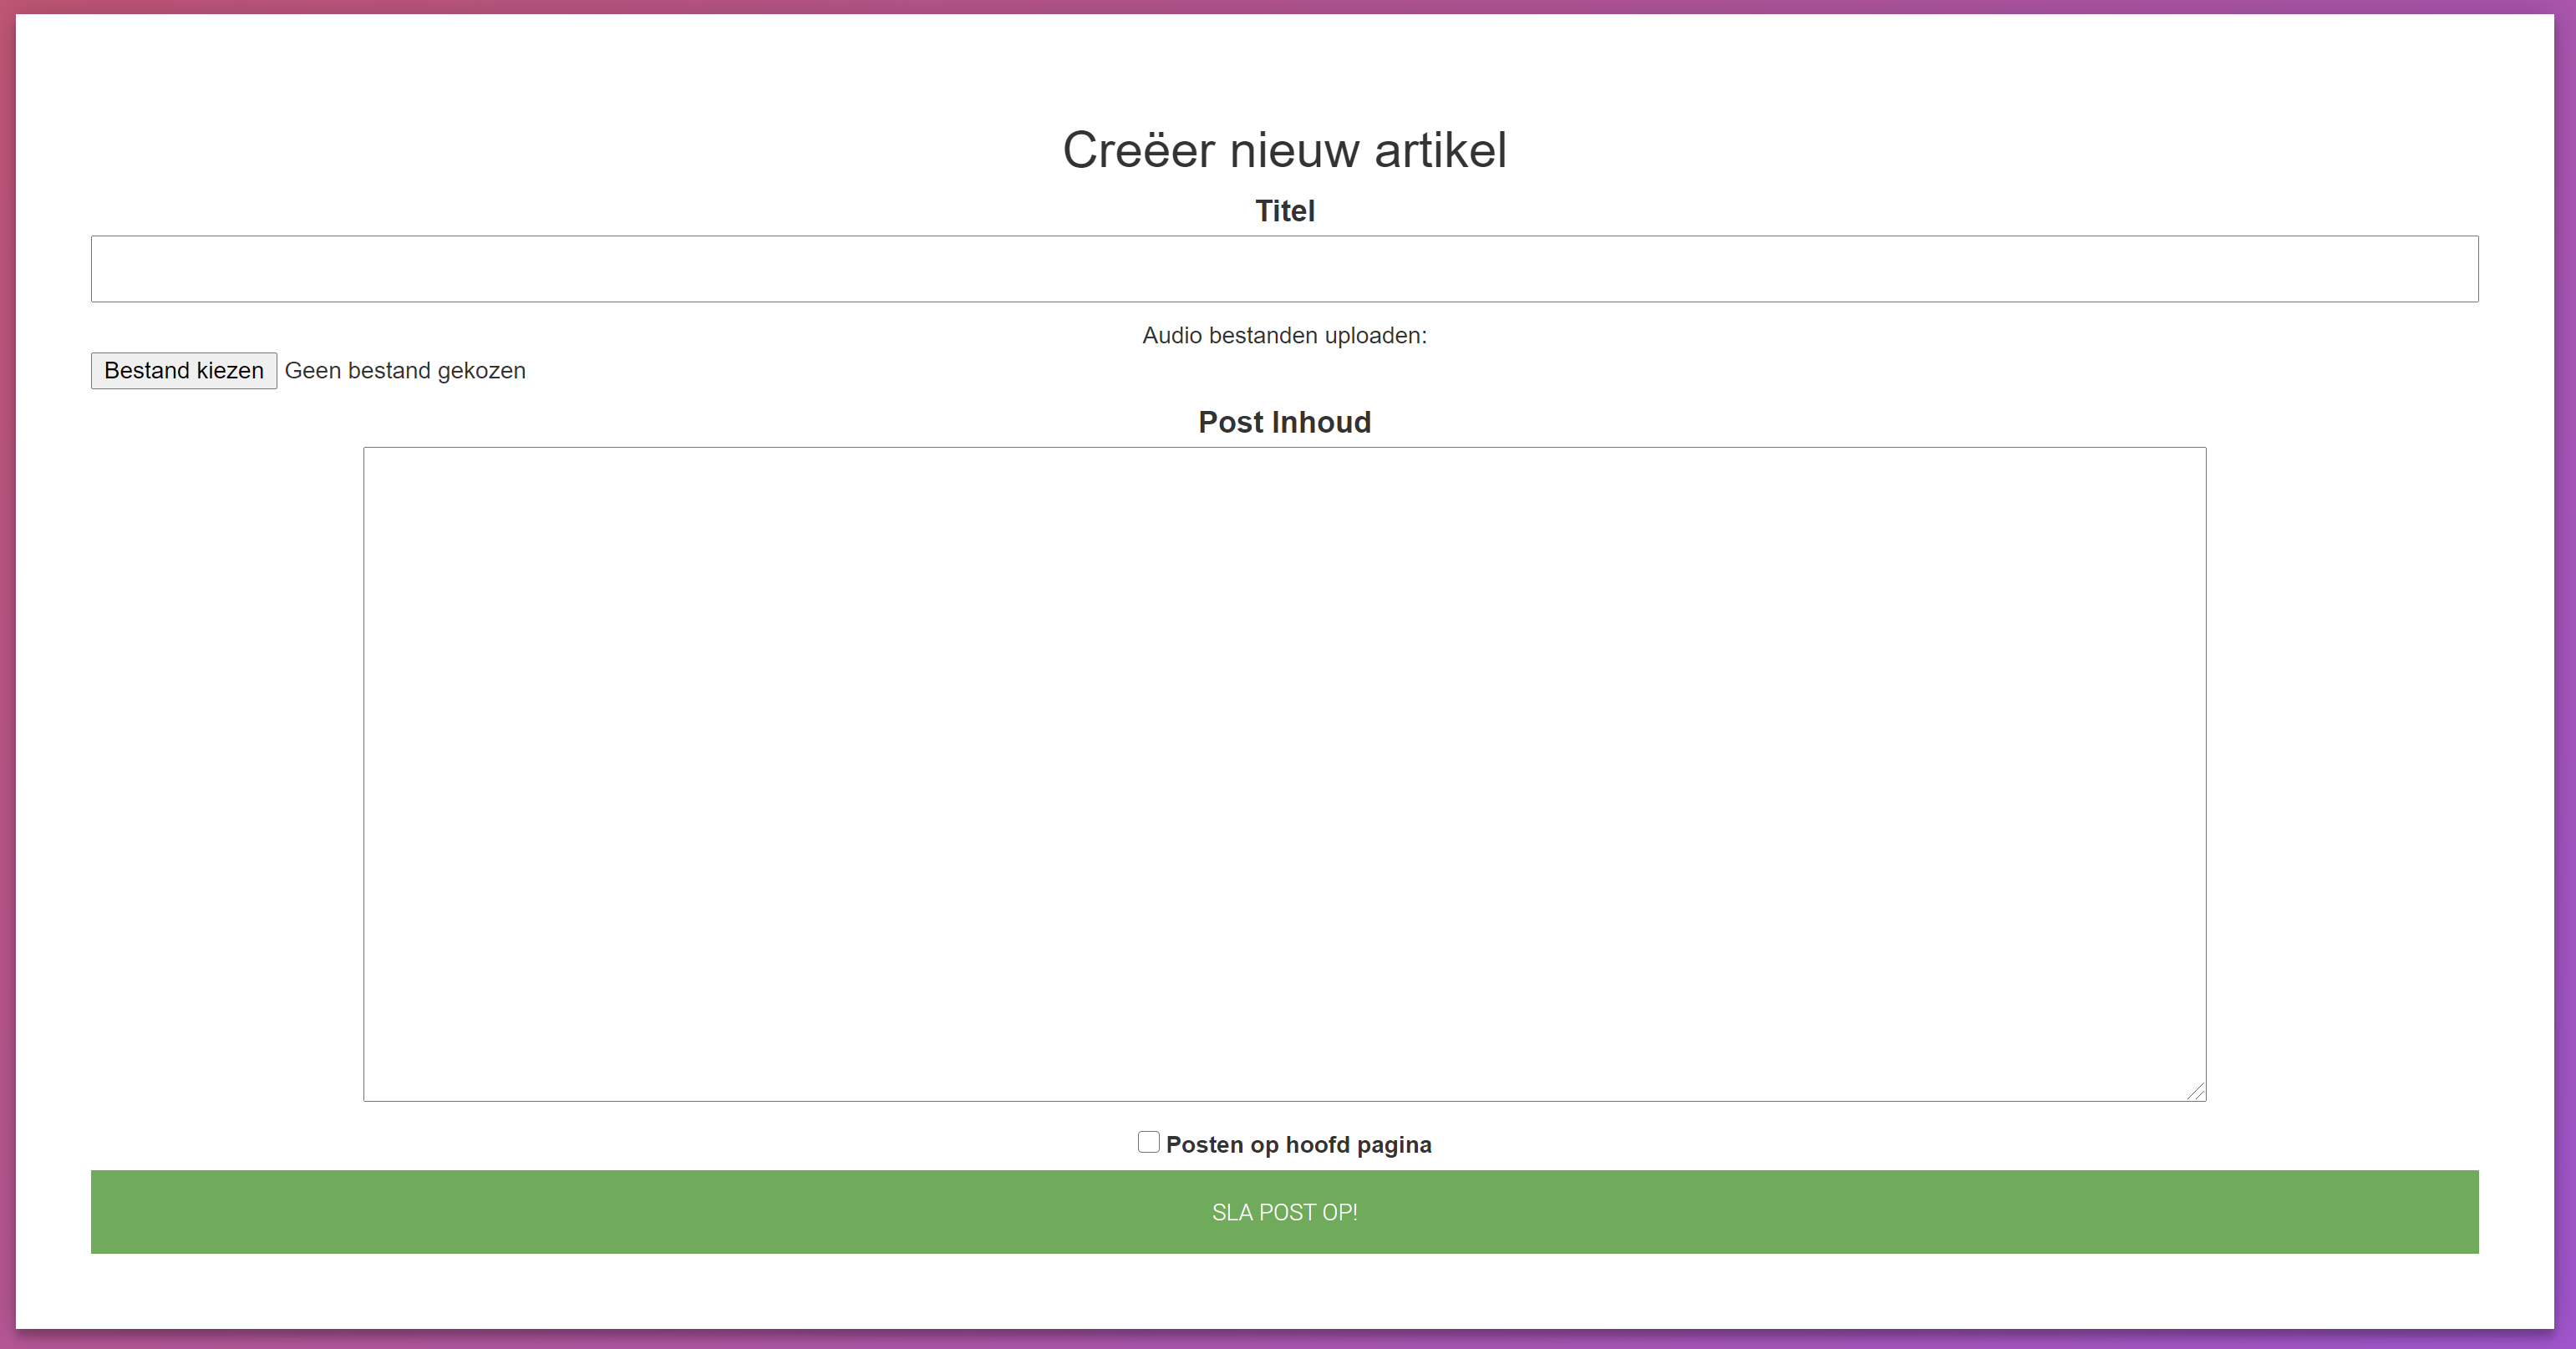 Creëer nieuw artikel
Titel
Audio bestanden uploaden:
Bestand kiezen Geen bestand gekozen
Post Inhoud
Posten op hoofd pagina
SLA POST OP!